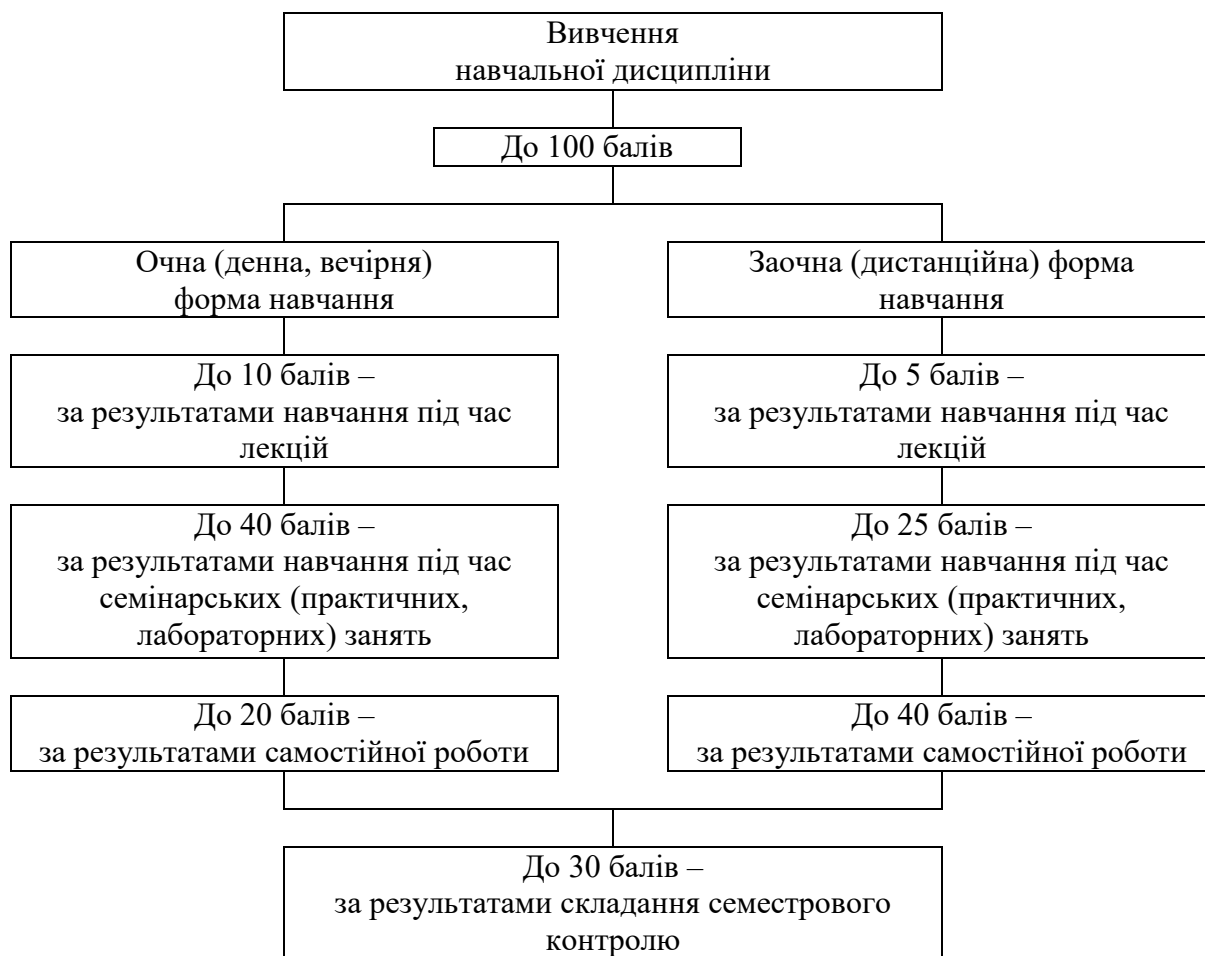 Вивчення
навчальної дисципліни
До 100 балів
Очна (денна, вечірня)
форма навчання
Заочна (дистанційна) форма
навчання
До 10 балів –
за результатами навчання під час
лекцій
До 5 балів –
за результатами навчання під час
лекцій
До 40 балів –
за результатами навчання під час
семінарських (практичних,
лабораторних) занять
До 25 балів –
за результатами навчання під час
семінарських (практичних,
лабораторних) занять
До 20 балів –
за результатами самостійної роботи
До 40 балів –
за результатами самостійної роботи
До 30 балів –
за результатами складання семестрового
контролю